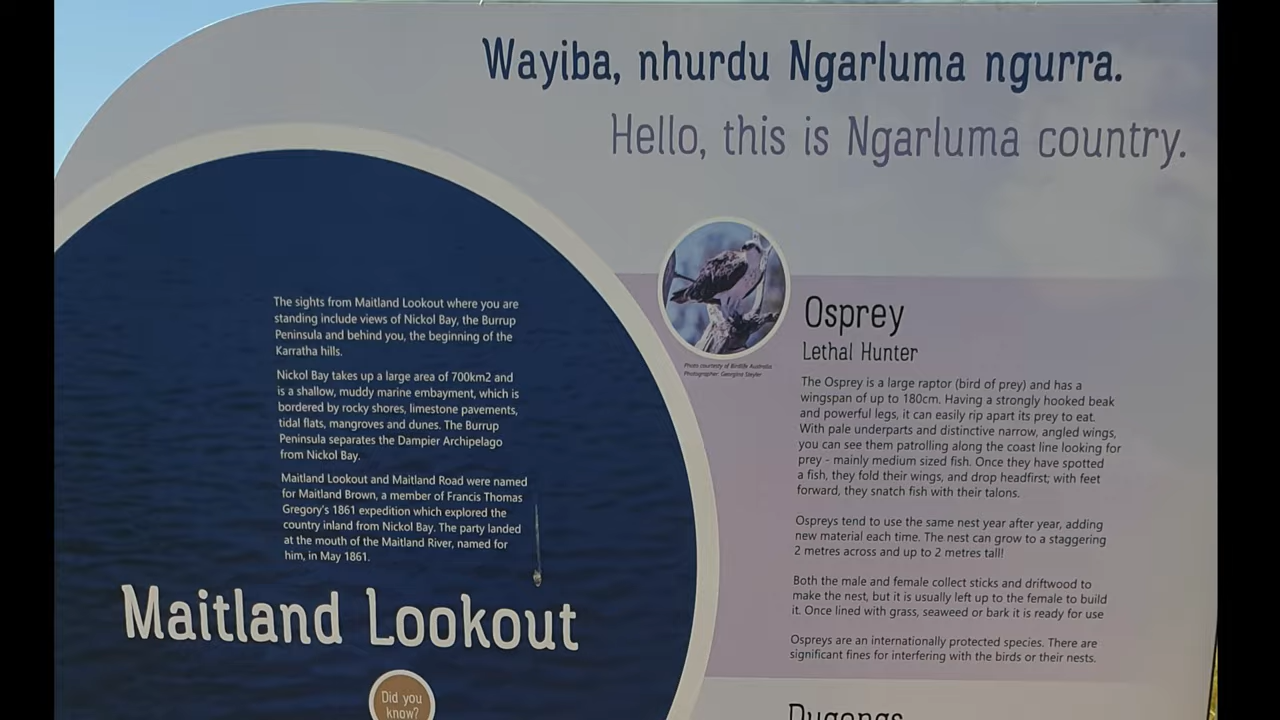 Wayiba, nhurdu Ngarluma ngurra.
Hello, this is Ngarluma country.
The sights from Maitland Lookout where you are
standing include views of Nickol Bay, the Burrup
Peninsula and behind you, the beginning of the
Karratha hills.
Nickol Bay takes up a large area of 700km2 and
is a shallow, muddy marine embayment, which is
bordered by rocky shores, limestone pavements,
tidal flats, mangroves and dunes. The Burrup
Peninsula separates the Dampier Archipelago
from Nickol Bay.
Maitland Lookout and Maitland Road were named
for Maitland Brown, a member of Francis Thomas
Gregory's 1861 expedition which explored the
country inland from Nickol Bay. The party landed
at the mouth of the Maitland River, named for
him, in May 1861.
Maitland Lookout
Did you
know?
Photo courtesty of Birdlife Australia
Photographer: Georgina Steytler
Osprey
Lethal Hunter
The Osprey is a large raptor (bird of prey) and has a
wingspan of up to 180cm. Having a strongly hooked beak
and powerful legs, it can easily rip apart its prey to eat.
With pale underparts and distinctive narrow, angled wings,
you can see them patrolling along the coast line looking for
prey - mainly medium sized fish. Once they have spotted
a fish, they fold their wings, and drop headfirst; with feet
forward, they snatch fish with their talons.
Ospreys tend to use the same nest year after year, adding
new material each time. The nest can grow to a staggering
2 metres across and up to 2 metres tall!
Both the male and female collect sticks and driftwood to
make the nest, but it is usually left up to the female to build
it. Once lined with grass, seaweed or bark it is ready for use
Ospreys are an internationally protected species. There are
significant fines for interfering with the birds or their nests.
Dugongs